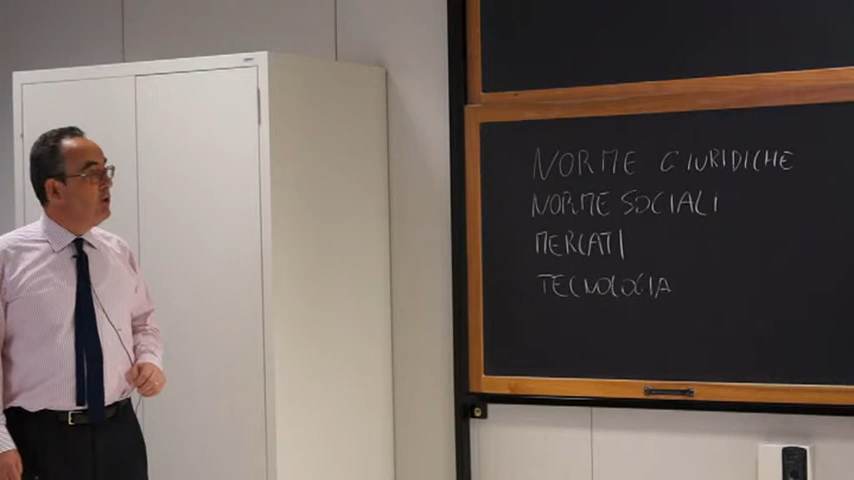 NORME GIURIDICHE
NORME SOCIALI
MERCATI
TECNOLOGIA